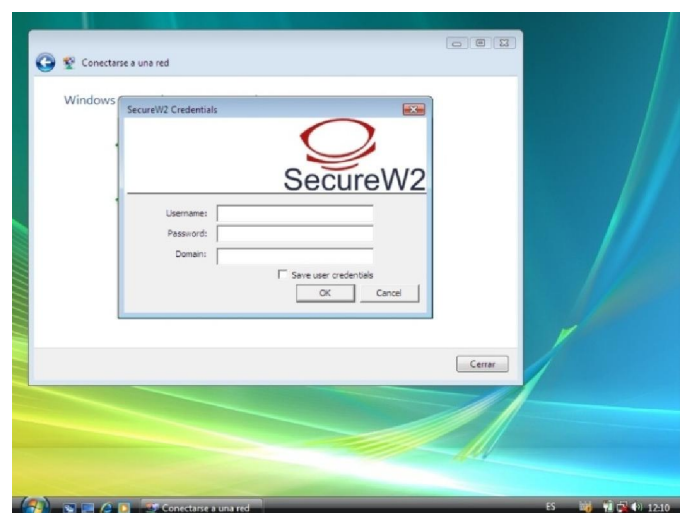 Conectarse a una red
Windows
SecureW2 Credentials
SecureW2
Username:
Password:
Domain:
Save user credentials
OK Cancel
Cerrar
Conectarse a una red ES 12:10